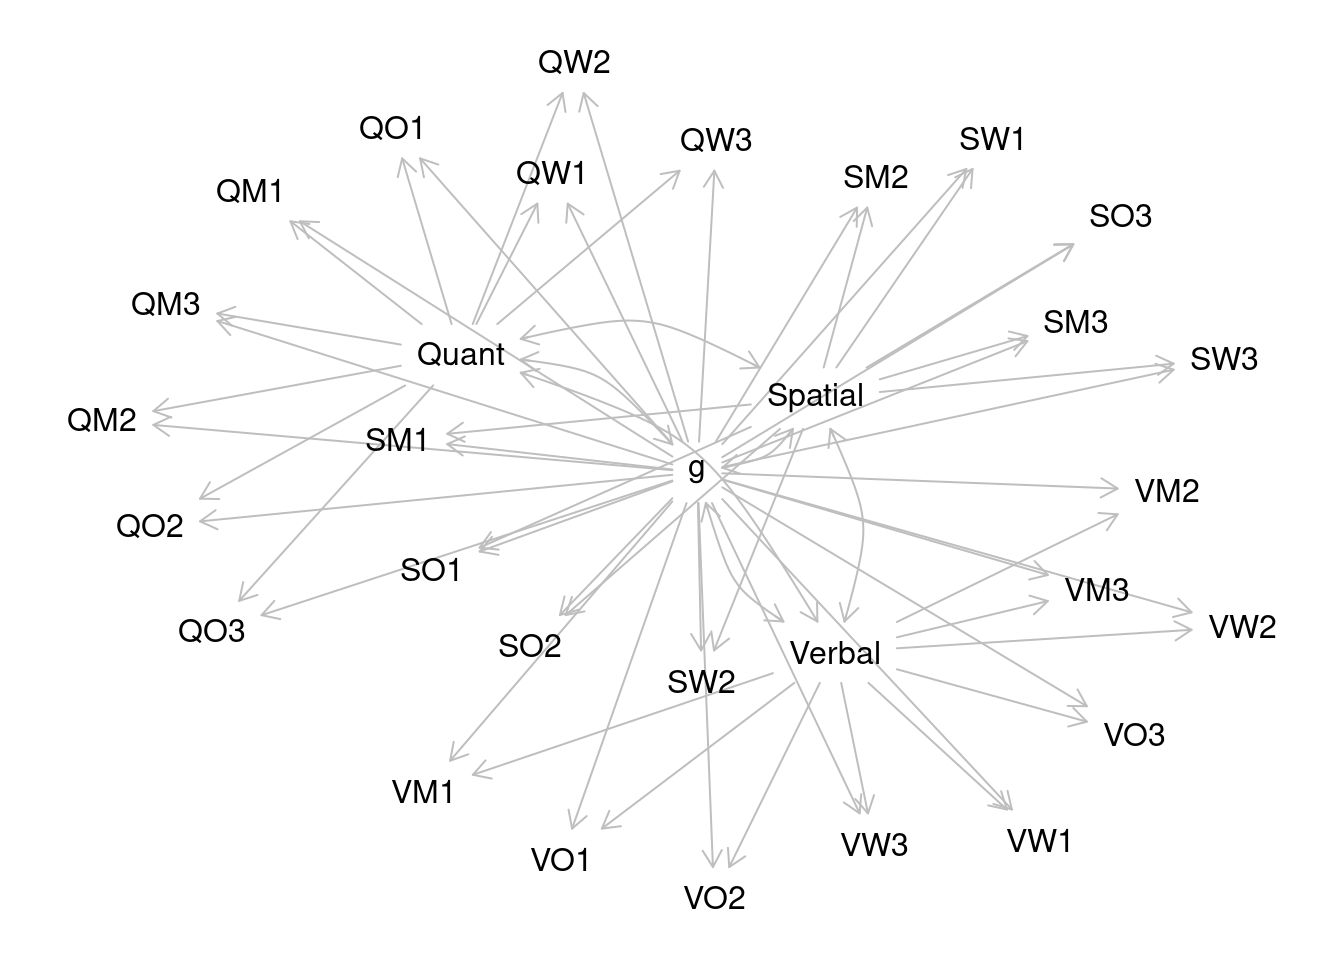 QW2
QO1
QW3
SW1
QW1
SM2
QM1
SO3
QM3
SM3
Quant
SW3
Spatial
QM2
SM1
g
VM2
QO2
SO1
VM3
QO3
VW2
SO2
Verbal
SW2
VO3
VM1
VW1
VW3
VO1
VO2